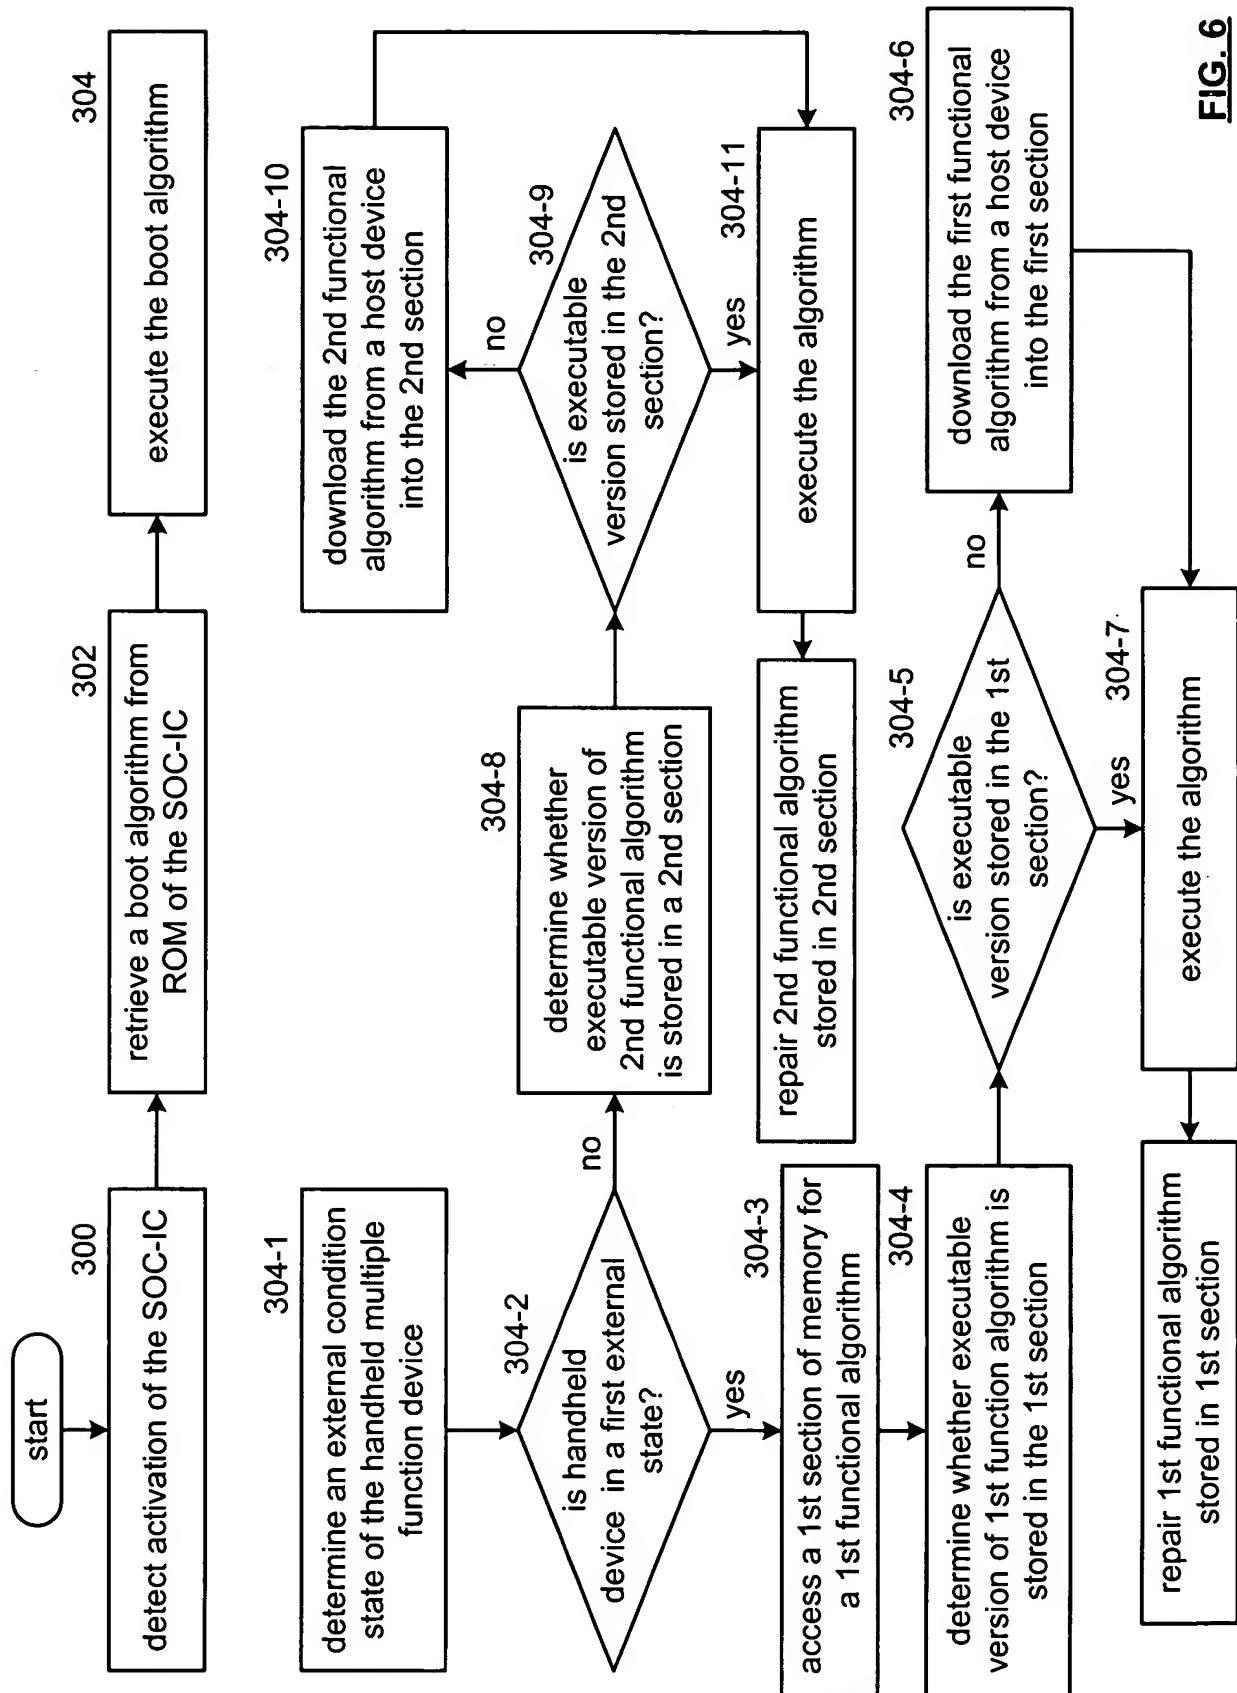 start
300
detect activation of the SOC-IC
302
retrieve a boot algorithm from
ROM of the SOC-IC
304
execute the boot algorithm
304-1
determine an external condition
state of the handheld multiple
function device
304-2
is handheld
device in a first external
state?
no
yes
304-8
determine whether
executable version of
2nd functional algorithm
is stored in a 2nd section
304-9
is executable
version stored in the 2nd
section?
no
yes
304-10
download the 2nd functional
algorithm from a host device
into the 2nd section
304-11
execute the algorithm
repair 2nd functional algorithm
stored in 2nd section
304-3
access a 1st section of memory for
a 1st functional algorithm
304-4
determine whether executable
version of 1st function algorithm is
stored in the 1st section
304-5
is executable
version stored in the 1st
section?
no
yes
304-6
download the first functional
algorithm from a host device
into the first section
304-7
execute the algorithm
repair 1st functional algorithm
stored in 1st section
FIG. 6